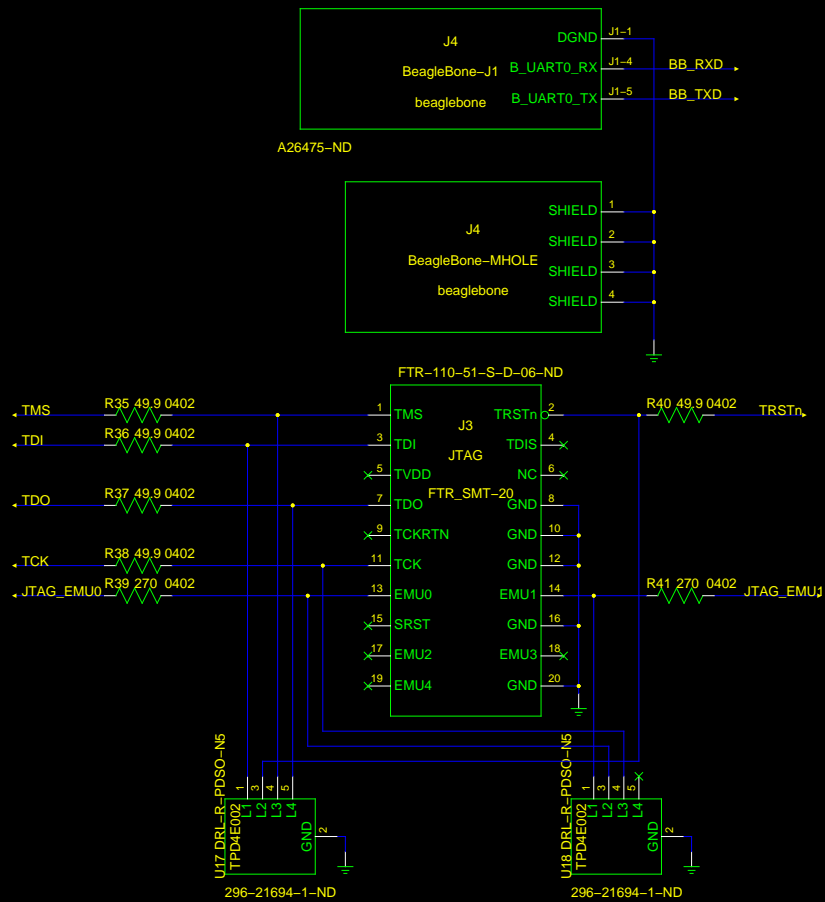 DGND J1-1
J4
B_UART0_RX J1-4 BB_RXD
BeagleBone-J1
B_UART0_TX J1-5 BB_TXD
beaglebone
A26475-ND
SHIELD 1
J4
SHIELD 2
BeagleBone-MHOLE
SHIELD 3
beaglebone
SHIELD 4
FTR-110-51-S-D-06-ND
TMS R35 49.9 0402 1 TMS TRSTn 2 R40 49.9 0402 TRSTn
J3
TDI R36 49.9 0402 3 TDI TDIS 4
JTAG
5 TVDD NC 6
FTR_SMT-20
TDO R37 49.9 0402 7 TDO GND 8
9 TCKRTN GND 10
TCK R38 49.9 0402 11 TCK GND 12
JTAG_EMU0 R39 270 0402 13 EMU0 EMU1 14 R41 270 0402 JTAG_EMU1
15 SRST GND 16
17 EMU2 EMU3 18
19 EMU4 GND 20
U17 DRL-R-PDSO-N5
TPD4E002
1 3 4 5
L1 L2 L3 L4
GND 2
296-21694-1-ND
U18 DRL-R-PDSO-N5
TPD4E002
1 3 4 5
L1 L2 L3 L4
GND 2
296-21694-1-ND